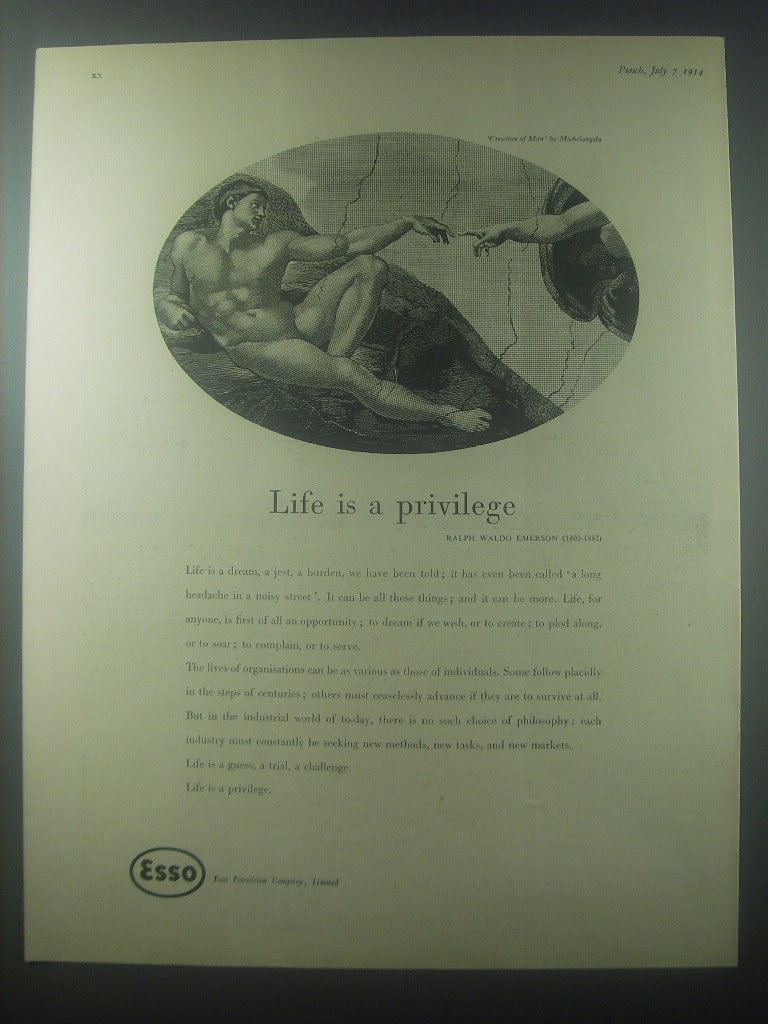 xx
Punch, July 7 1954
'Creation of Man' by Michelangelo
Life is a privilege
RALPH WALDO EMERSON (1803-1882)
Life is a dream, a jest, a burden, we have been told; it has even been called 'a long
headache in a noisy street'. It can be all these things; and it can be more. Life, for
anyone, is first of all an opportunity; to dream if we wish, or to create; to plod along,
or to soar; to complain, or to serve.
The lives of organisations can be as various as those of individuals. Some follow placidly
in the steps of centuries; others must ceaselessly advance if they are to survive at all.
But in the industrial world of to-day, there is no such choice of philosophy: each
industry must constantly be seeking new methods, new tasks, and new markets.
Life is a guess, a trial, a challenge.
Life is a privilege.
Esso
Esso Petroleum Company, Limited